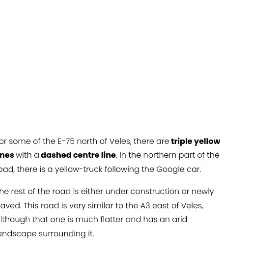 or some of the E-75 north of Veles, there are triple yellow
nes with a dashed centre line. In the northern part of the
oad, there is a yellow-truck following the Google car.
he rest of the road is either under construction or newly
aved. This road is very similar to the A3 east of Veles,
lthough that one is much flatter and has an arid
andscape surrounding it.